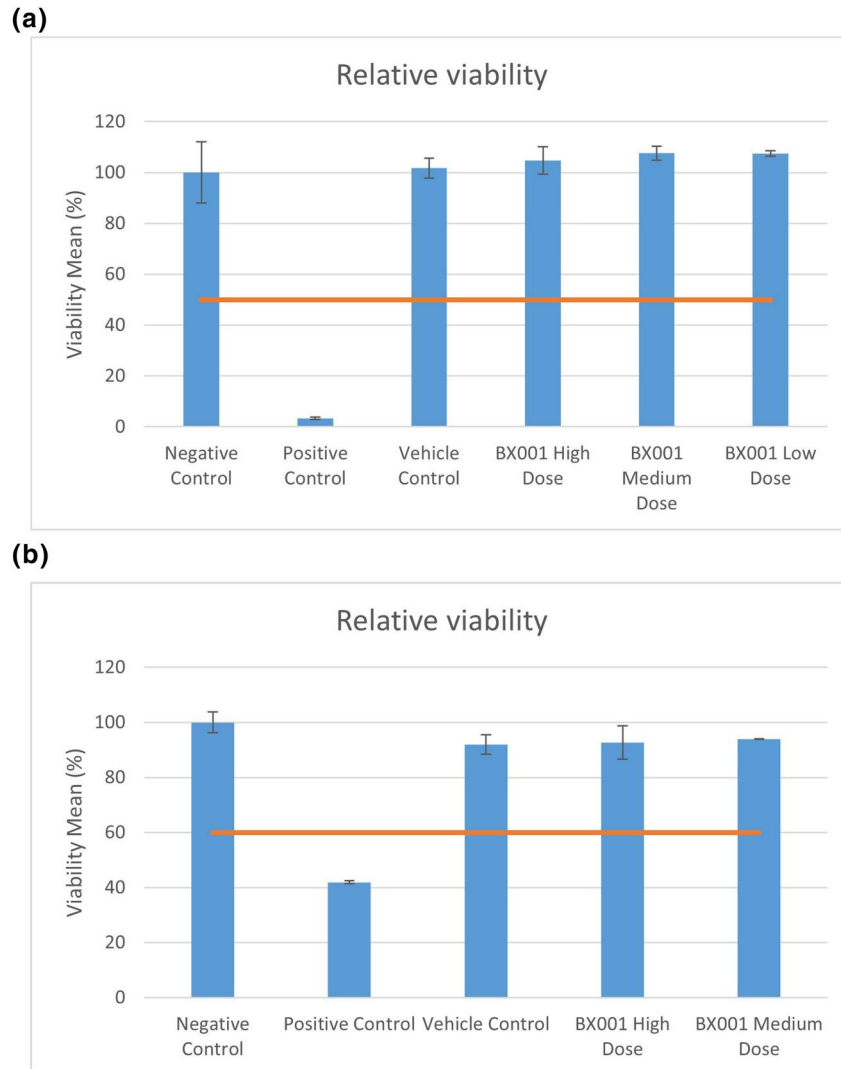 (a)
Relative viability
Viability Mean (%)
120
100
80
60
40
20
0
Negative Control
Positive Control
Vehicle Control
BX001 High Dose
BX001 Medium Dose
BX001 Low Dose
(b)
Relative viability
Viability Mean (%)
120
100
80
60
40
20
0
Negative Control
Positive Control
Vehicle Control
BX001 High Dose
BX001 Medium Dose